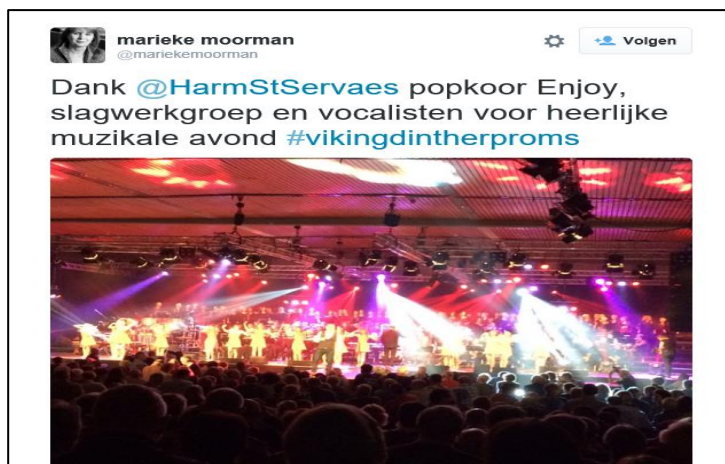 marieke moorman
@mariekemoorman
Volgen
Dank @HarmStServaes popkoor Enjoy,
slagwerkgroep en vocalisten voor heerlijke
muzikale avond #vikingdintherproms